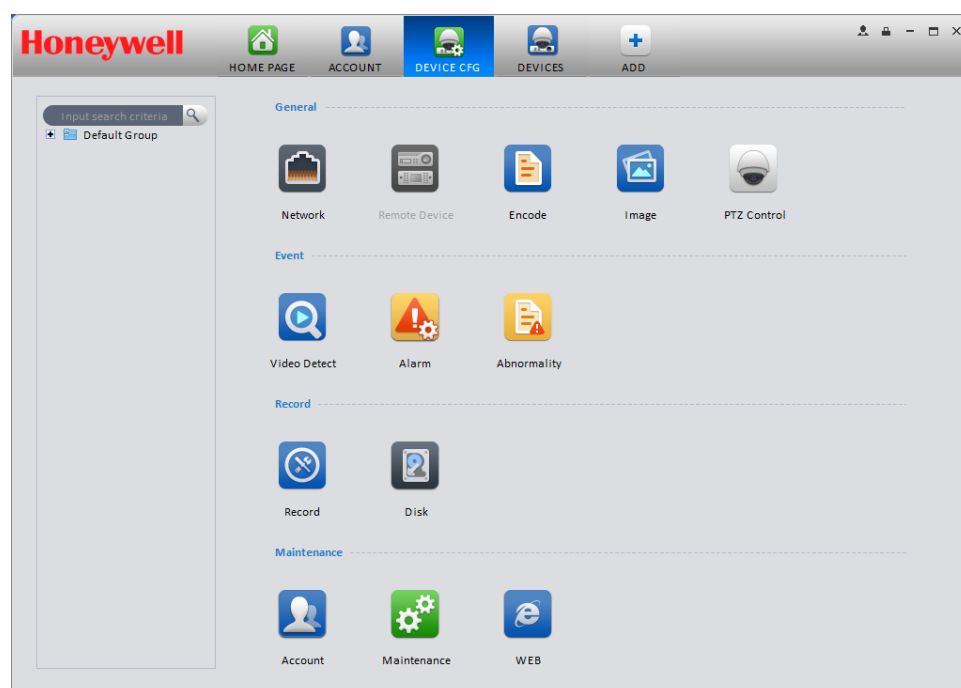 Honeywell
HOME PAGE ACCOUNT DEVICE CFG DEVICES ADD
Input search criteria
Default Group
General
Network Remote Device Encode Image PTZ Control
Event
Video Detect Alarm Abnormality
Record
Record Disk
Maintenance
Account Maintenance WEB